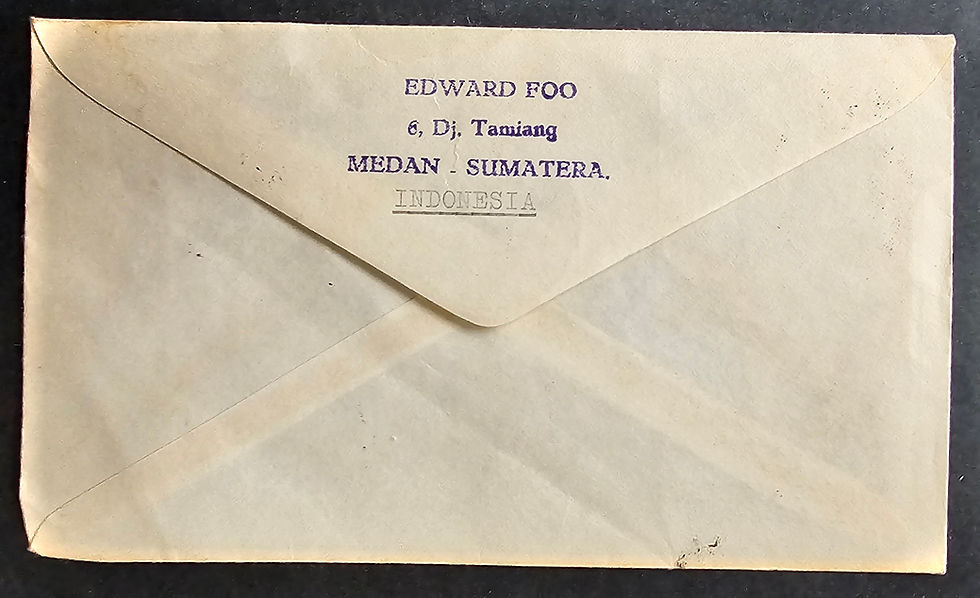 EDWARD FOO
6, Dj. Tamiang
MEDAN - SUMATERA.
INDONESIA